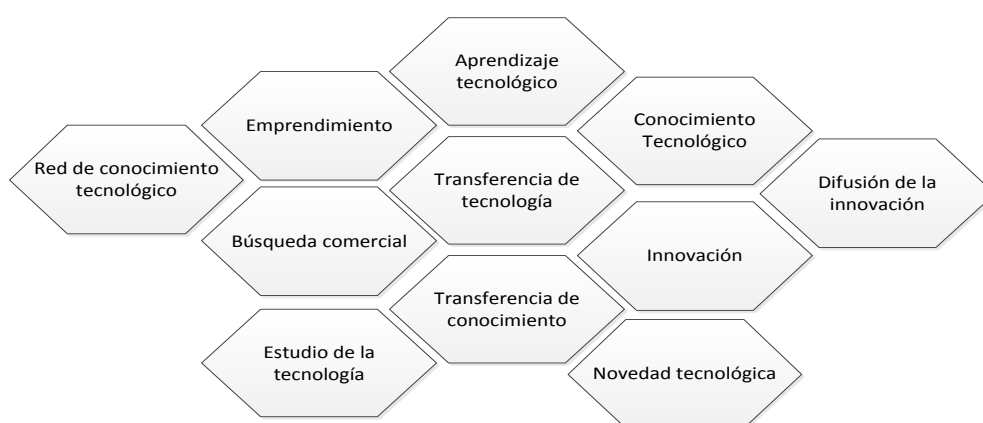 Aprendizaje
tecnológico
Emprendimiento
Conocimiento
Tecnológico
Red de conocimiento
tecnológico
Transferencia de
tecnología
Difusión de la
innovación
Búsqueda comercial
Innovación
Transferencia de
conocimiento
Estudio de la
tecnología
Novedad tecnológica